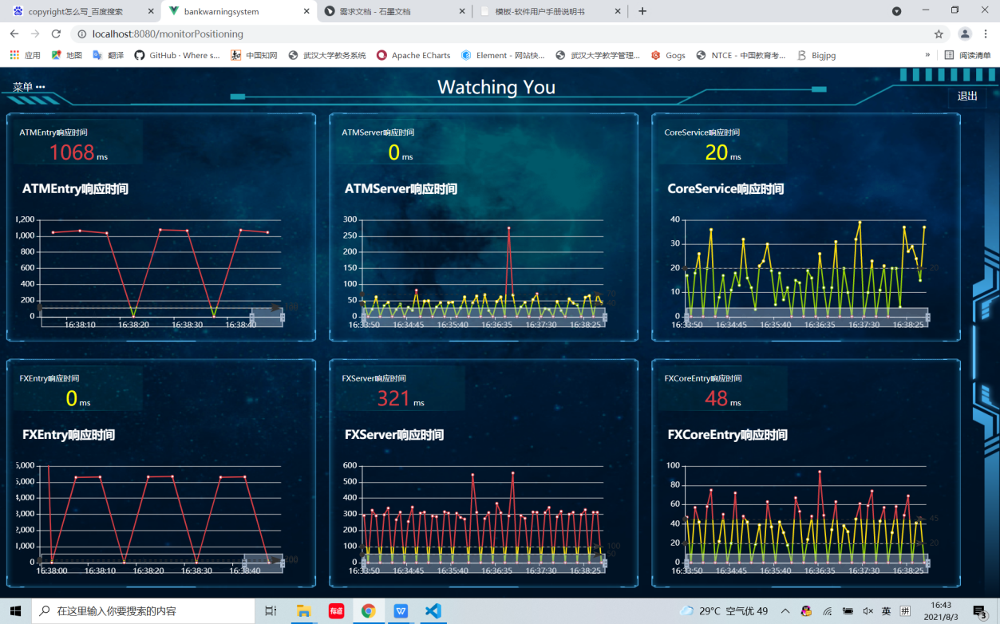 copyright怎么写_百度搜索
bankwarningsystem
需求文档 - 石墨文档
模板-软件用户手册说明书
localhost:8080/monitorPositioning
应用 地图 翻译 GitHub · Where s... 中国知网 武汉大学教务系统 Apache ECharts Element - 网站快... 武汉大学教学管理... Gogs NTCE - 中国教育考... Bigjpg » 阅读清单
菜单 •••
Watching You
退出
ATMEntry响应时间
1068 ms
ATMEntry响应时间
1,200
1,000
800
600
400
200
0
180
16:38:10 16:38:20 16:38:30 16:38:40
ATMServer响应时间
0 ms
ATMServer响应时间
300
250
200
150
100
50
0
70
40
16:33:50 16:34:45 16:35:40 16:36:35 16:37:30 16:38:25
CoreService响应时间
20 ms
CoreService响应时间
40
30
20
10
0
20
16:33:50 16:34:45 16:35:40 16:36:35 16:37:30 16:38:25
FXEntry响应时间
0 ms
FXEntry响应时间
6,000
5,000
4,000
3,000
2,000
1,000
0
200
16:38:00 16:38:10 16:38:20 16:38:30 16:38:40
FXServer响应时间
321 ms
FXServer响应时间
600
500
400
300
200
100
0
100
50
16:33:50 16:34:45 16:35:40 16:36:35 16:37:30 16:38:25
FXCoreEntry响应时间
48 ms
FXCoreEntry响应时间
100
80
60
40
20
0
45
20
16:33:50 16:34:45 16:35:40 16:36:35 16:37:30 16:38:25
在这里输入你要搜索的内容
有道
29°C 空气优 49
英
拼
16:43
2021/8/3
3